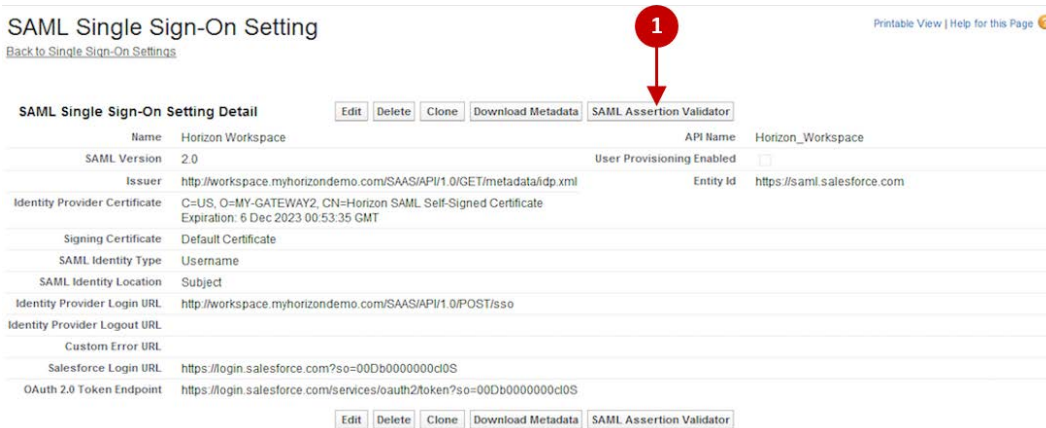 SAML Single Sign-On Setting
1
Printable View | Help for this Page
Back to Single Sign-On Settings
SAML Single Sign-On Setting Detail Edit Delete Clone Download Metadata SAML Assertion Validator
Name Horizon Workspace API Name Horizon_Workspace
SAML Version 2.0 User Provisioning Enabled
Issuer http://workspace.myhorizondemo.com/SAAS/API/1.0/GET/metadata/idp.xml Entity Id https://saml.salesforce.com
Identity Provider Certificate C=US, O=MY-GATEWAY2, CN=Horizon SAML Self-Signed Certificate
Expiration: 6 Dec 2023 00:53:35 GMT
Signing Certificate Default Certificate
SAML Identity Type Username
SAML Identity Location Subject
Identity Provider Login URL http://workspace.myhorizondemo.com/SAAS/API/1.0/POST/sso
Identity Provider Logout URL
Custom Error URL
Salesforce Login URL https://login.salesforce.com?so=00Db0000000cI0S
OAuth 2.0 Token Endpoint https://login.salesforce.com/services/oauth2/token?so=00Db0000000cI0S
Edit Delete Clone Download Metadata SAML Assertion Validator